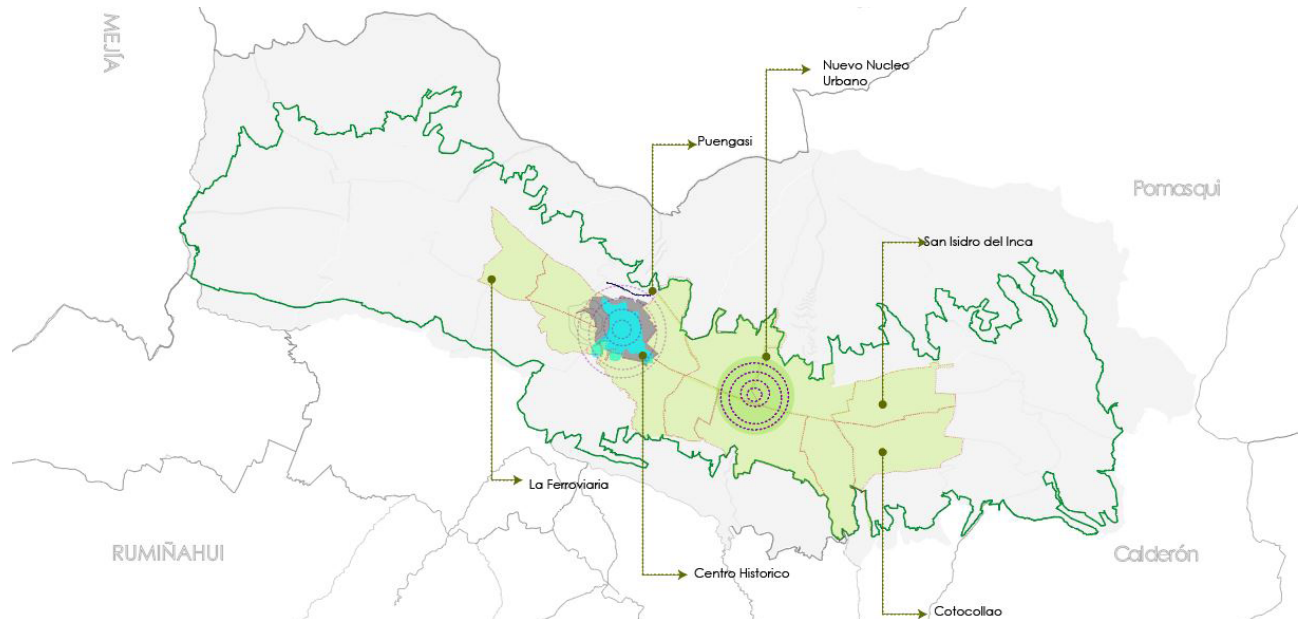 MEJÍA
Nuevo Nucleo
Urbano
Puengasi
Pomasqui
San Isidro del Inca
La Ferroviaria
RUMIÑAHUI
Centro Historico
Calderón
Cotocollao